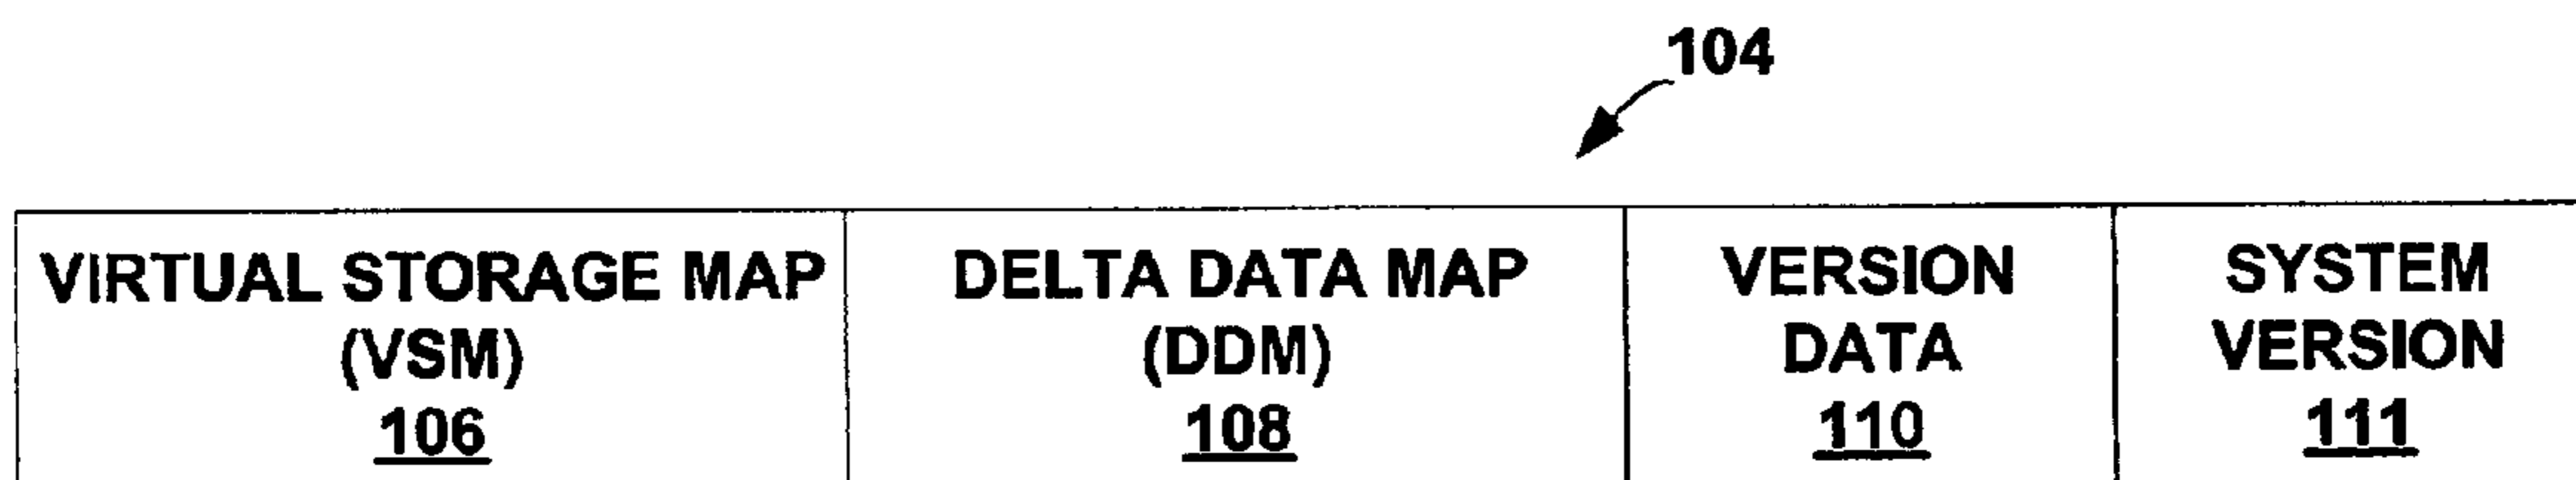 104
VIRTUAL STORAGE MAP
(VSM)
106
DELTA DATA MAP
(DDM)
108
VERSION
DATA
110
SYSTEM
VERSION
111